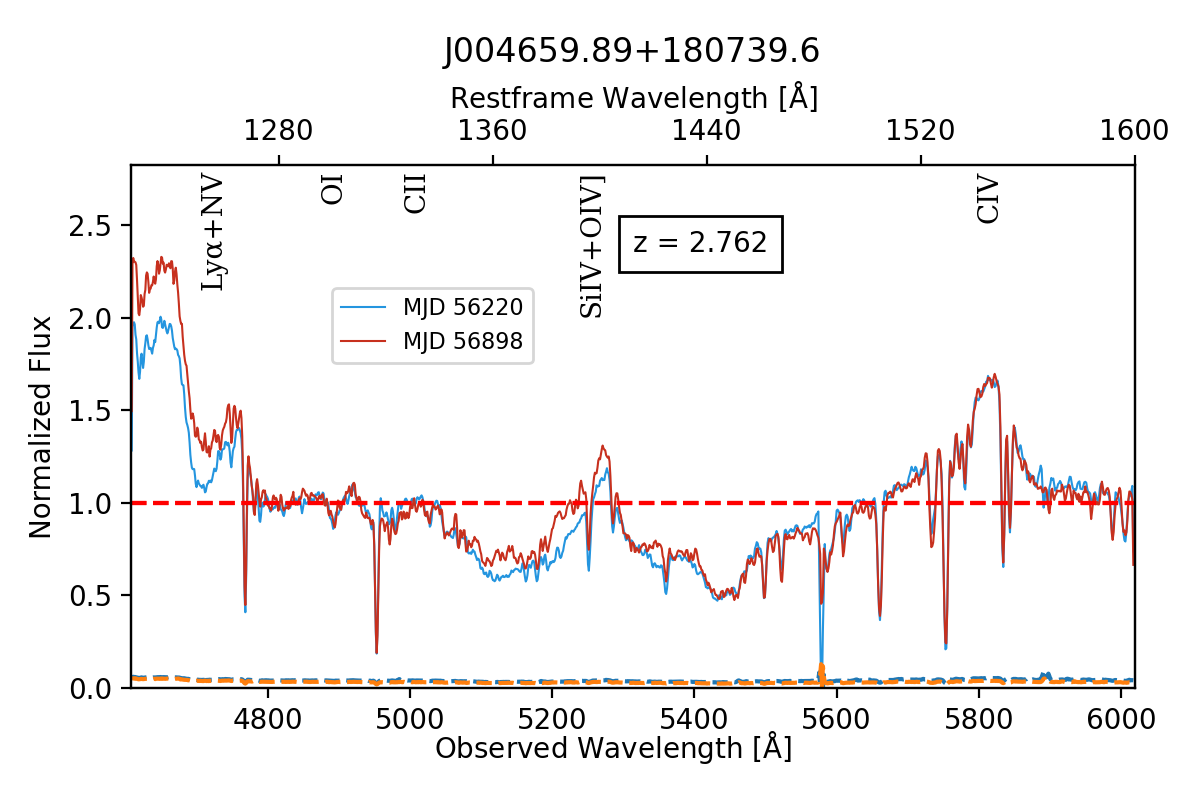 J004659.89+180739.6
Restframe Wavelength [Å]
1280 1360 1440 1520 1600
Lyα+NV
OI
CII
SiIV+OIV]
CIV
z = 2.762
MJD 56220
MJD 56898
Normalized Flux
2.5
2.0
1.5
1.0
0.5
0.0
4800 5000 5200 5400 5600 5800 6000
Observed Wavelength [Å]